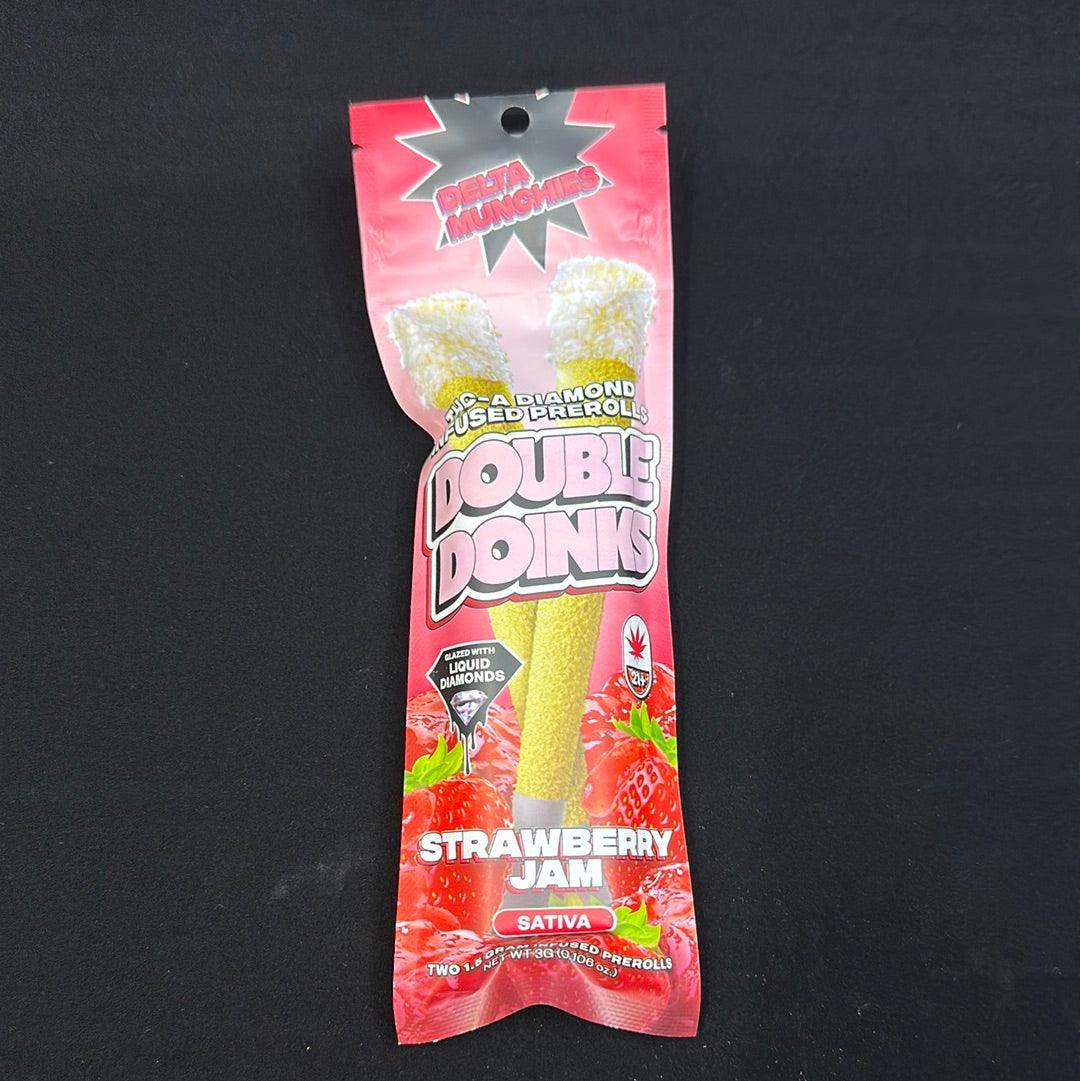 DELTA
MUNCHIES
THC-A DIAMOND
INFUSED PREROLLS
DOUBLE
DOINKS
GLAZED WITH
LIQUID
DIAMONDS
21+
STRAWBERRY
JAM
SATIVA
TWO 1.5 GRAM INFUSED PREROLLS
NET WT 3G (0.106 oz.)